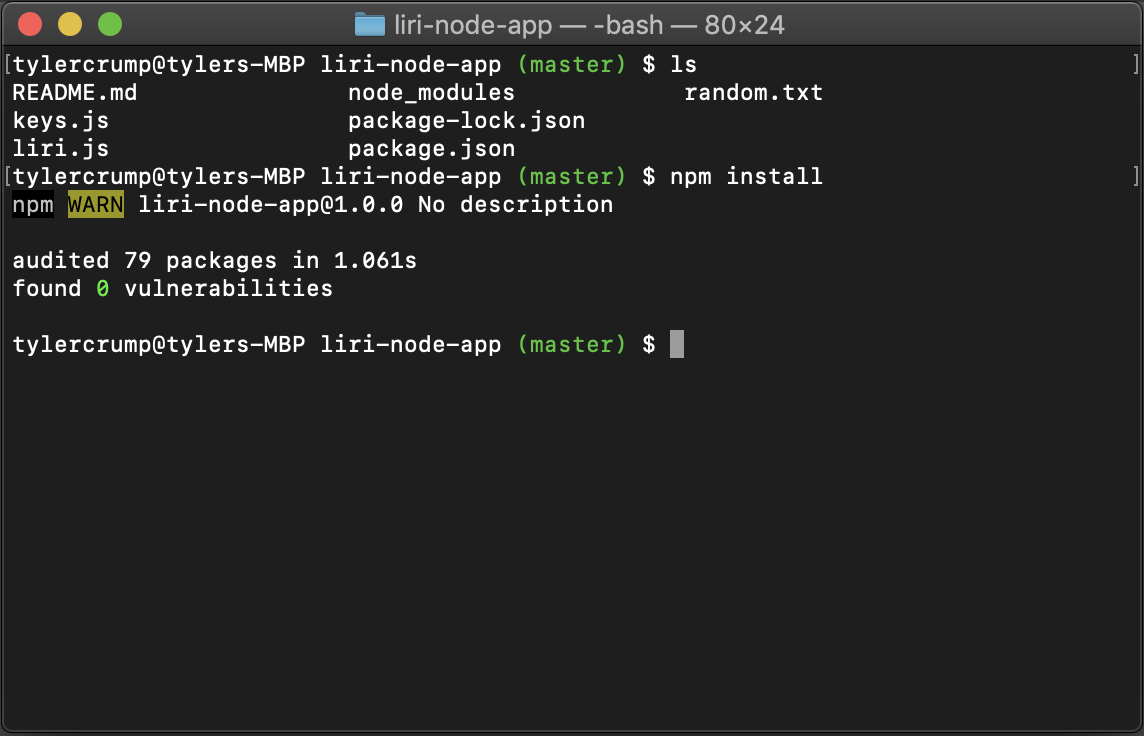 liri-node-app — -bash — 80×24
[tylercrump@tylers-MBP liri-node-app (master) $ ls ]
README.md node_modules random.txt
keys.js package-lock.json
liri.js package.json
[tylercrump@tylers-MBP liri-node-app (master) $ npm install ]
npm WARN liri-node-app@1.0.0 No description
audited 79 packages in 1.061s
found 0 vulnerabilities
tylercrump@tylers-MBP liri-node-app (master) $